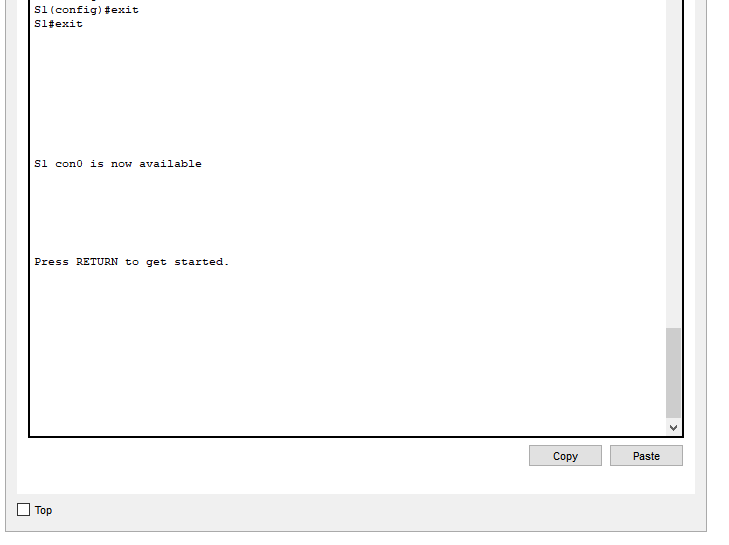 S1(config)#exit
S1#exit
S1 con0 is now available
Press RETURN to get started.
Copy
Paste
Top